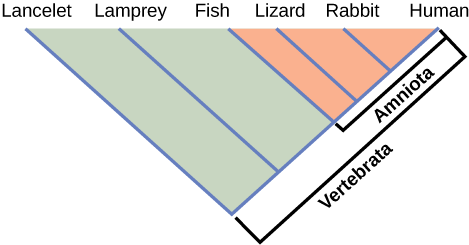 Lancelet Lamprey Fish Lizard Rabbit Human
Amniota
Vertebrata